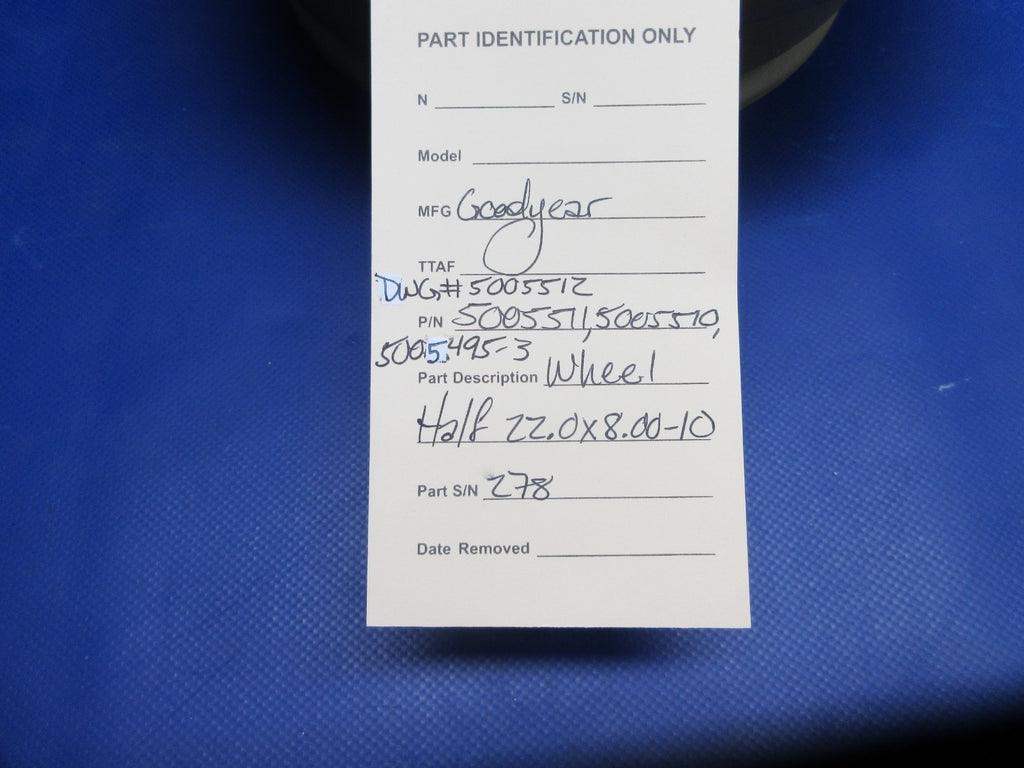 PART IDENTIFICATION ONLY
N S/N
Model
MFG Goodyear
TTAF
DWG# 5005512
P/N 5005511, 5005510,
5005495-3
Part Description Wheel
Half 22.0x8.00-10
Part S/N 278
Date Removed